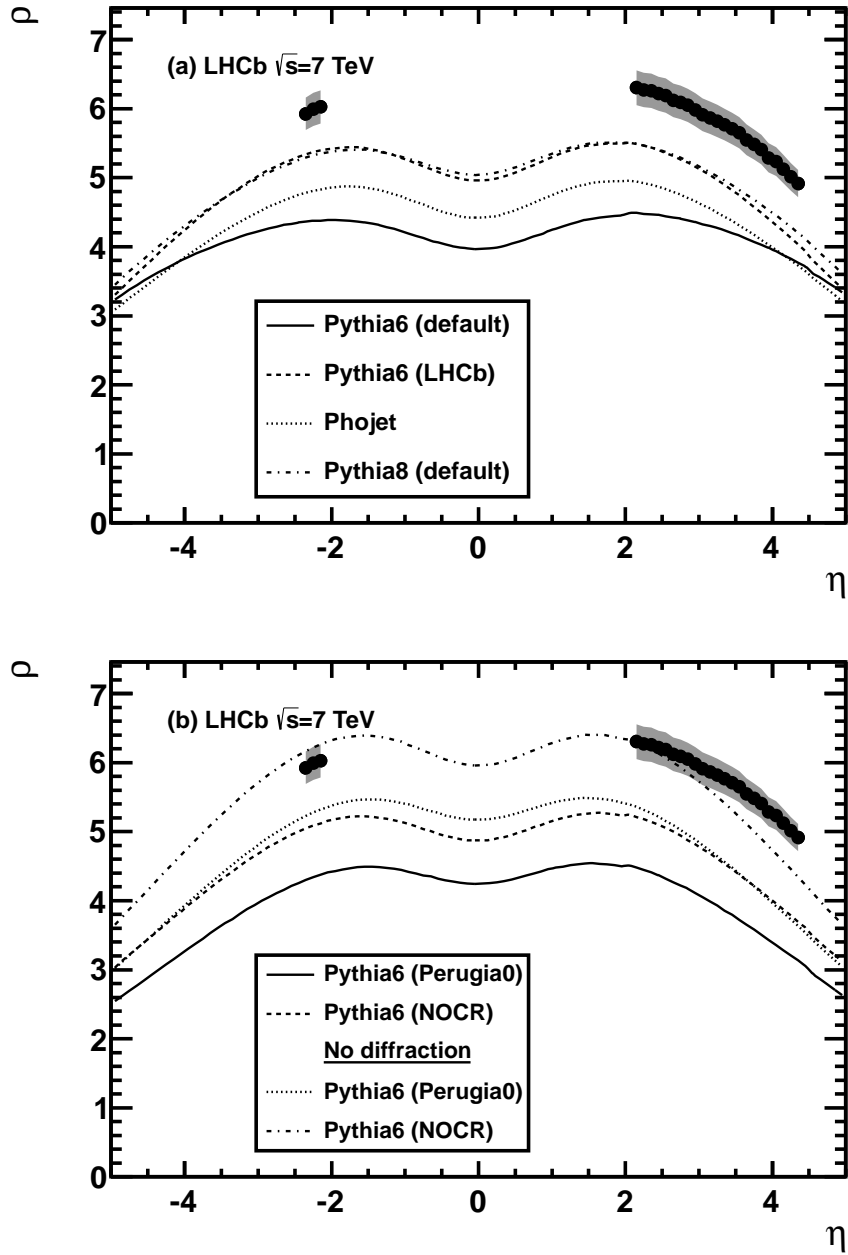 ρ
7
(a) LHCb √s=7 TeV
6
5
4
3
Pythia6 (default)
Pythia6 (LHCb)
2
Phojet
1
Pythia8 (default)
0
-4 -2 0 2 4
η
ρ
7
(b) LHCb √s=7 TeV
6
5
4
3
Pythia6 (Perugia0)
Pythia6 (NOCR)
2
No diffraction
Pythia6 (Perugia0)
1
Pythia6 (NOCR)
0
-4 -2 0 2 4
η